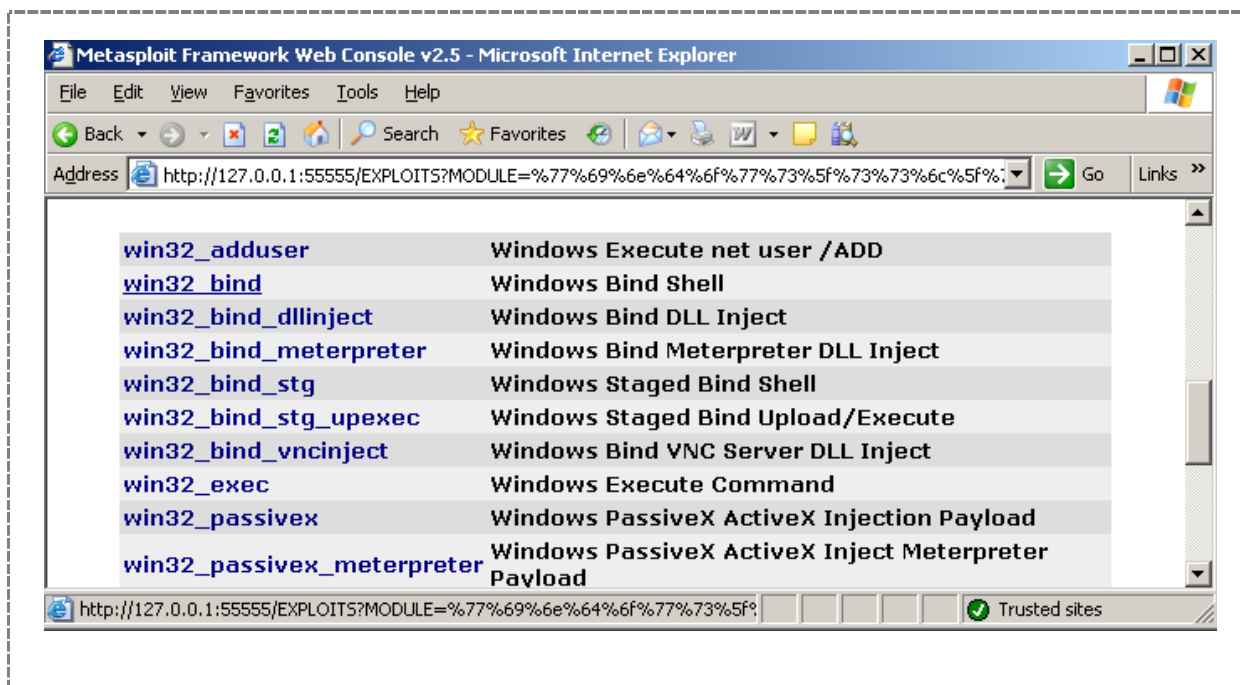 Metasploit Framework Web Console v2.5 - Microsoft Internet Explorer
File Edit View Favorites Tools Help
Back Search Favorites
Address http://127.0.0.1:55555/EXPLOITS?MODULE=%77%69%6e%64%6f%77%73%5f%73%73%6c%5f% Go Links »
win32_adduser Windows Execute net user /ADD
win32_bind Windows Bind Shell
win32_bind_dllinject Windows Bind DLL Inject
win32_bind_meterpreter Windows Bind Meterpreter DLL Inject
win32_bind_stg Windows Staged Bind Shell
win32_bind_stg_upexec Windows Staged Bind Upload/Execute
win32_bind_vncinject Windows Bind VNC Server DLL Inject
win32_exec Windows Execute Command
win32_passivex Windows PassiveX ActiveX Injection Payload
win32_passivex_meterpreter Windows PassiveX ActiveX Inject Meterpreter
Payload
http://127.0.0.1:55555/EXPLOITS?MODULE=%77%69%6e%64%6f%77%73%5f% Trusted sites